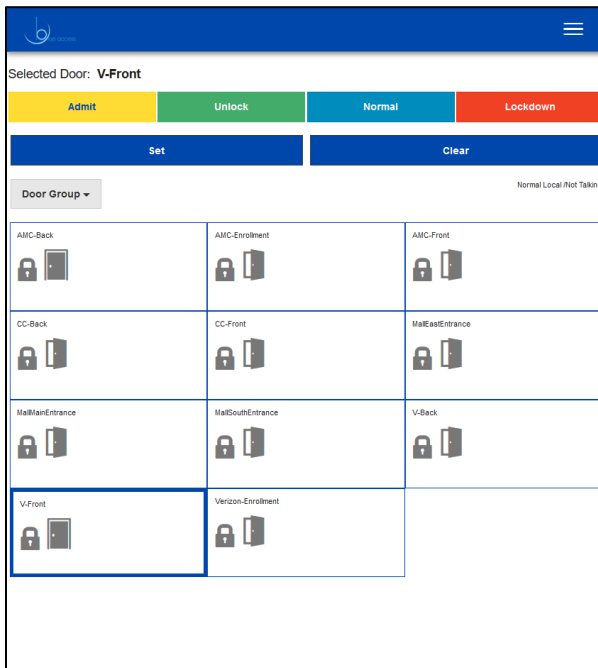 Selected Door: V-Front
Admit Unlock Normal Lockdown
Set Clear
Door Group
Normal Local /Not Talkin
AMC-Back AMC-Enrollment AMC-Front
CC-Back CC-Front MallEastEntrance
MallMainEntrance MallSouthEntrance V-Back
V-Front Verizon-Enrollment